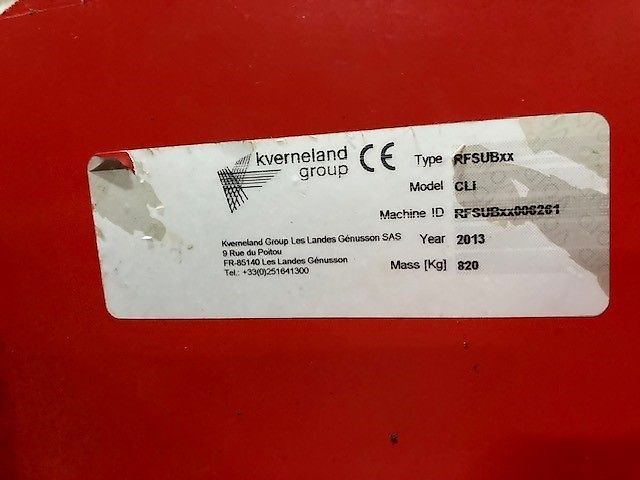 kverneland
group
CE
Type RFSUBxx
Model CLI
Machine ID RFSUBxx006261
Kverneland Group Les Landes Génusson SAS
9 Rue du Poitou
FR-85140 Les Landes Génusson
Tel.: +33(0)251641300
Year 2013
Mass [Kg] 820